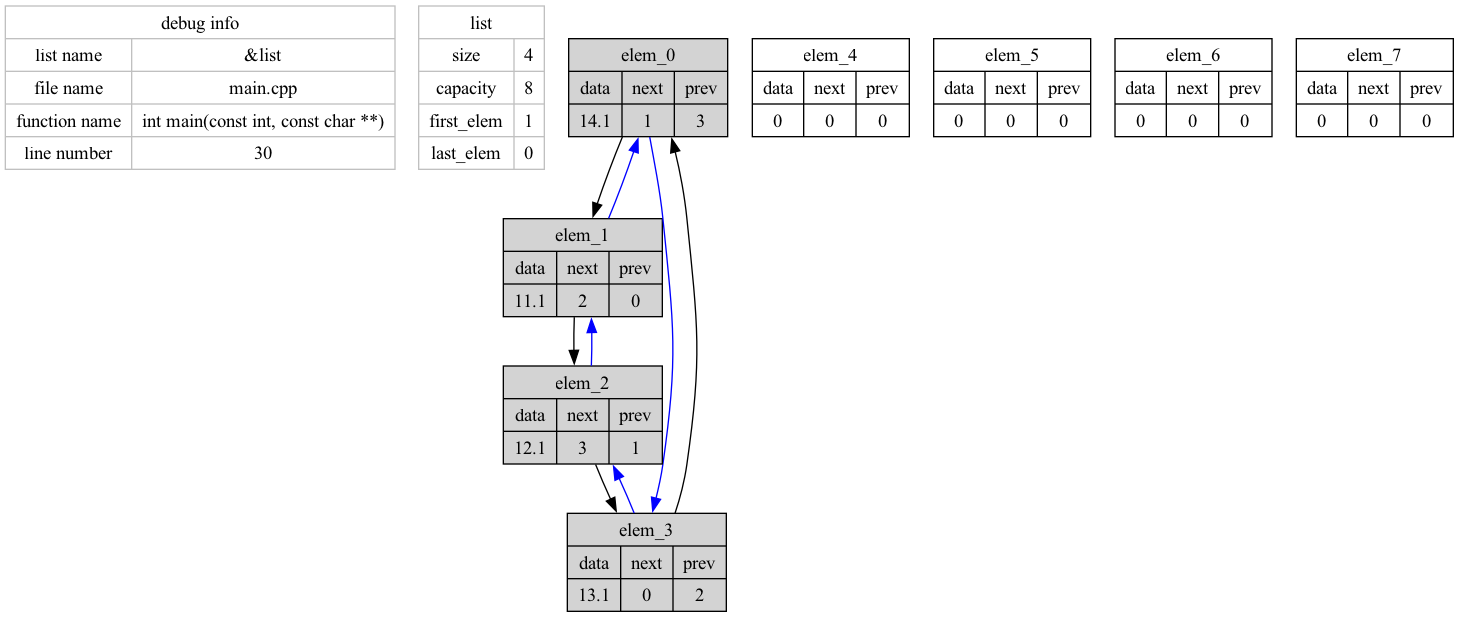 debug info
list name &list
file name main.cpp
function name int main(const int, const char **)
line number 30
list
size 4
capacity 8
first_elem 1
last_elem 0
elem_0
data next prev
14.1 1 3
elem_4
data next prev
0 0 0
elem_5
data next prev
0 0 0
elem_6
data next prev
0 0 0
elem_7
data next prev
0 0 0
elem_1
data next prev
11.1 2 0
elem_2
data next prev
12.1 3 1
elem_3
data next prev
13.1 0 2